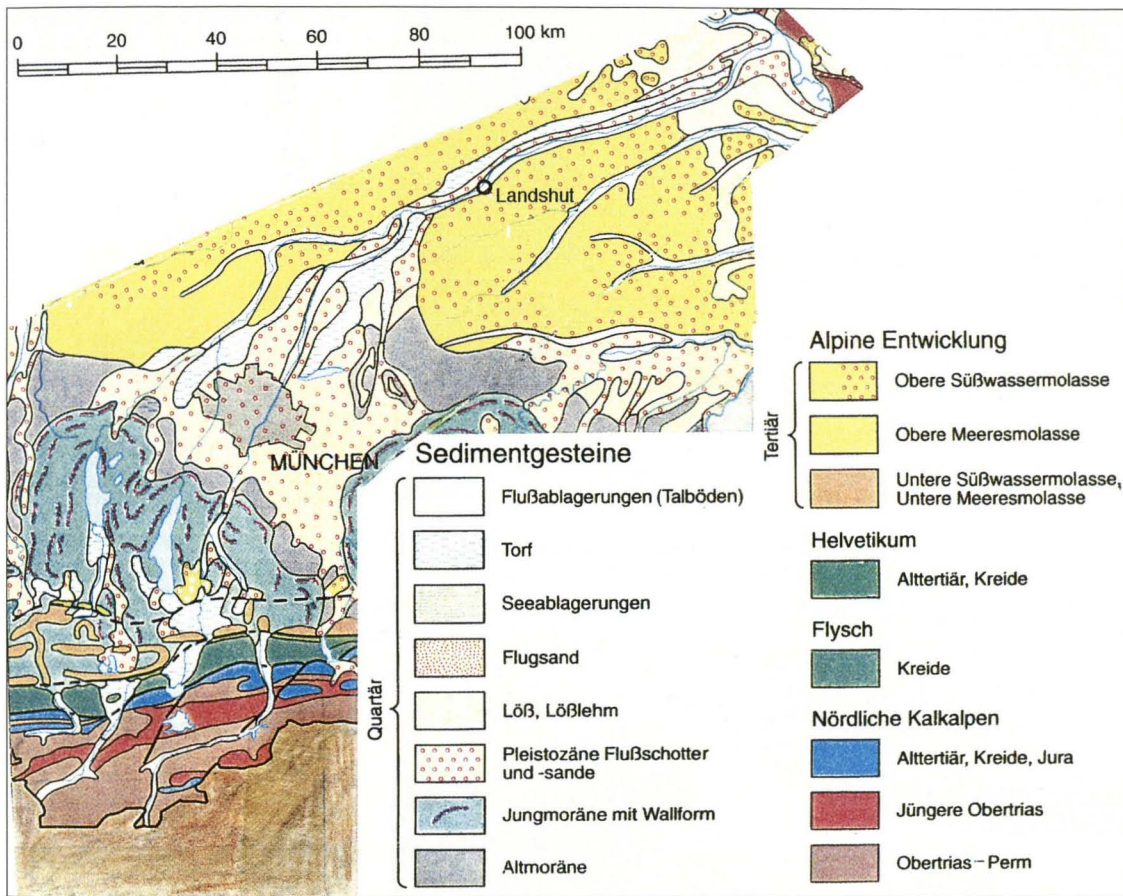 0 20 40 60 80 100 km
Landshut
MÜNCHEN
Sedimentgesteine
Quartär
Flußablagerungen (Talböden)
Torf
Seeablagerungen
Flugsand
Löß, Lößlehm
Pleistozäne Flußschotter
und -sande
Jungmoräne mit Wallform
Altmoräne
Alpine Entwicklung
Tertiär
Obere Süßwassermolasse
Obere Meeresmolasse
Untere Süßwassermolasse,
Untere Meeresmolasse
Helvetikum
Alttertiär, Kreide
Flysch
Kreide
Nördliche Kalkalpen
Alttertiär, Kreide, Jura
Jüngere Obertrias
Obertrias - Perm